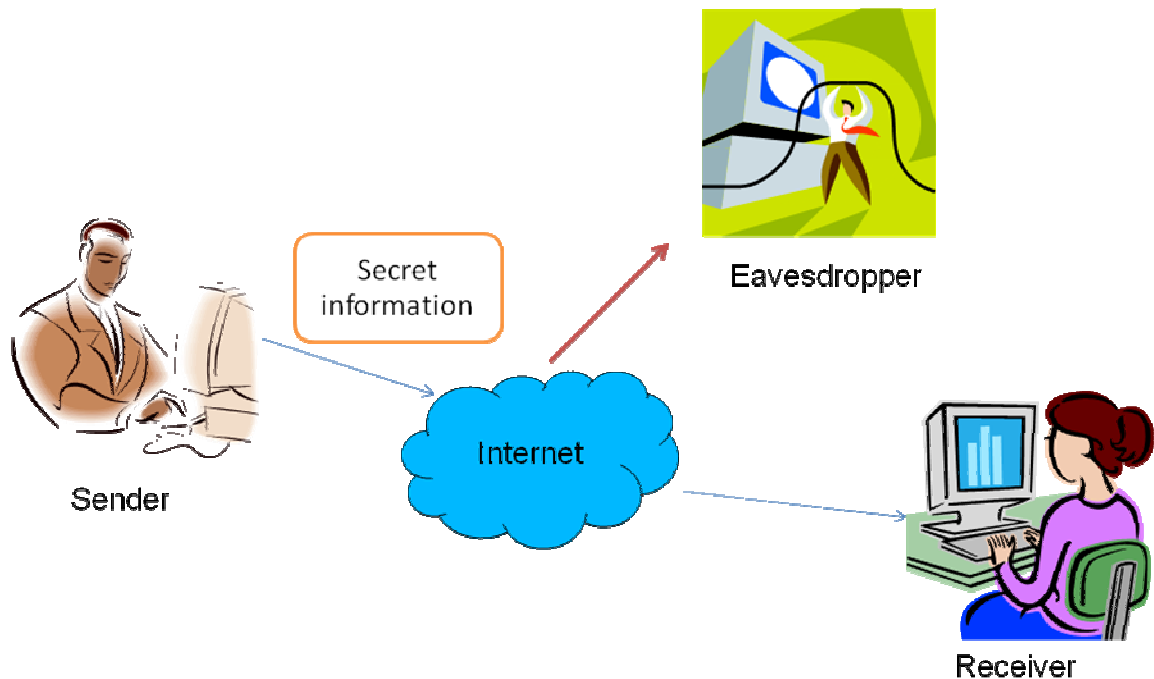 Eavesdropper
Secret
information
Internet
Sender
Receiver